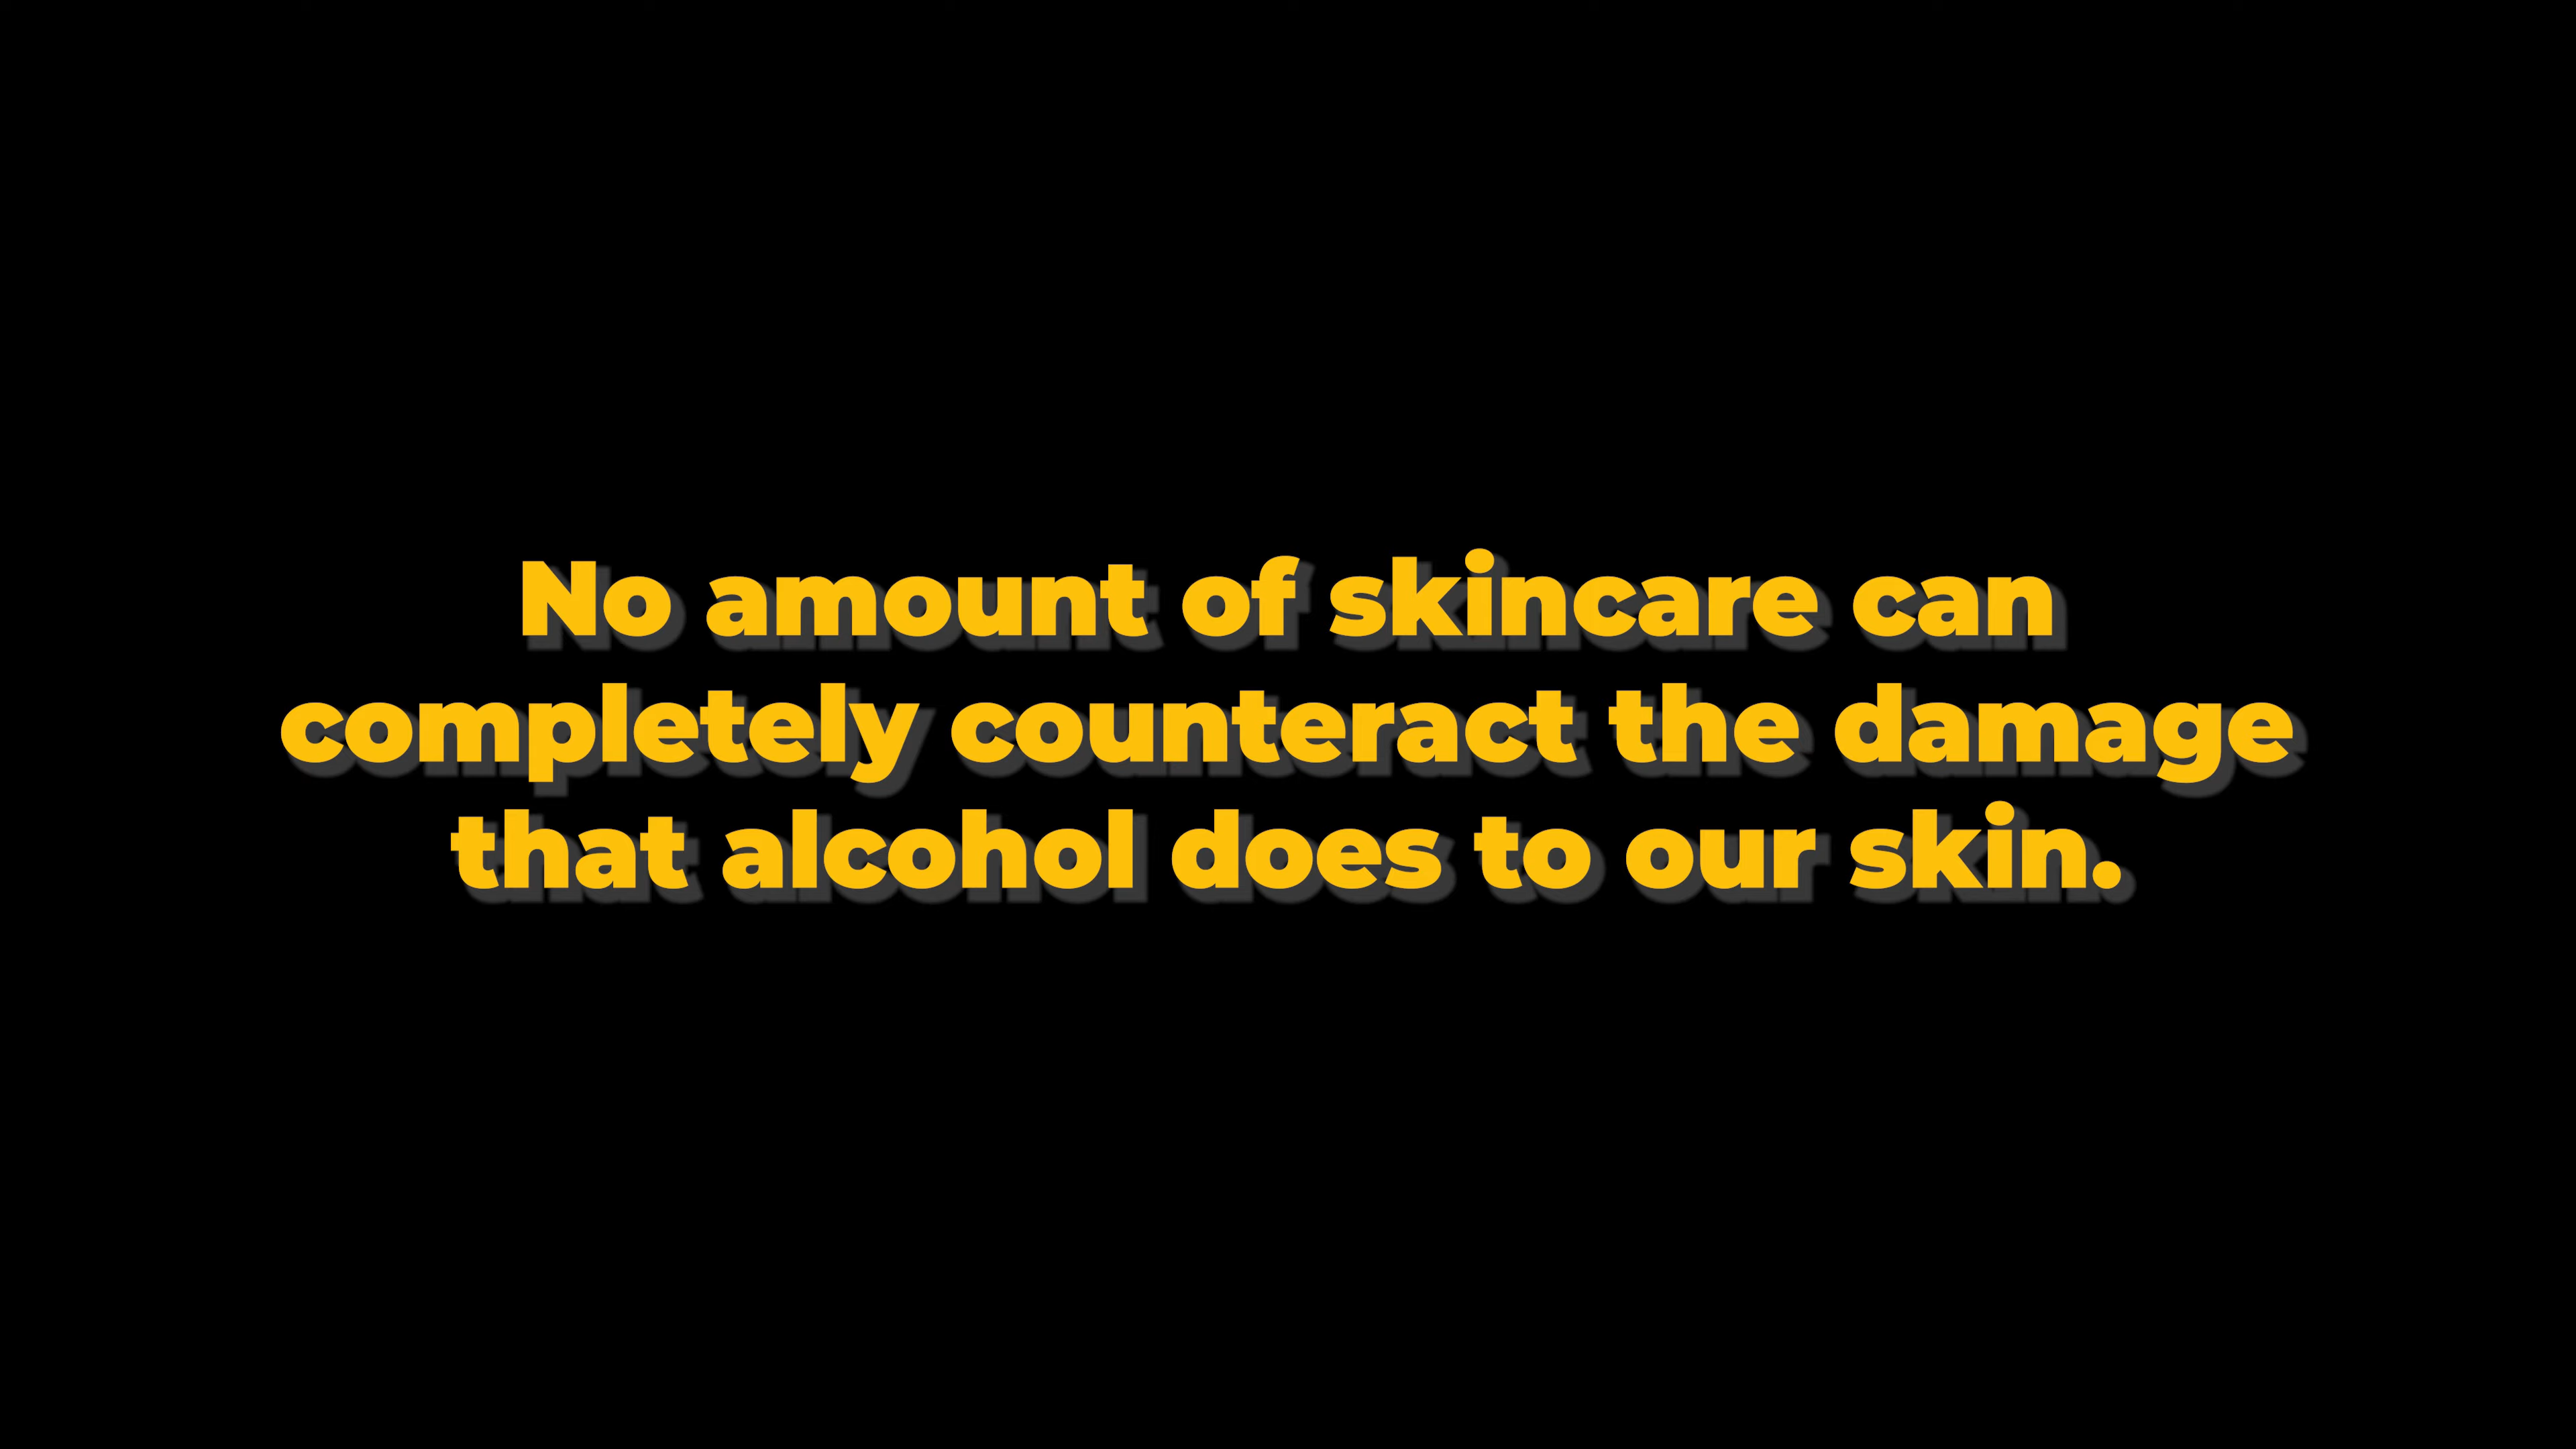 No amount of skincare can
completely counteract the damage
that alcohol does to our skin.